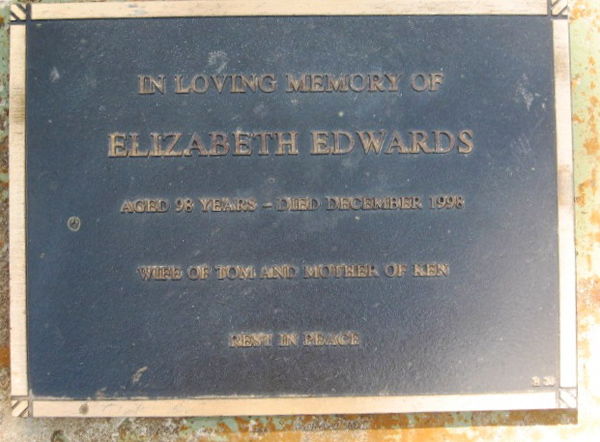 IN LOVING MEMORY OF
ELIZABETH EDWARDS
AGED 98 YEARS – DIED DECEMBER 1998
WIFE OF TOM AND MOTHER OF KEN
REST IN PEACE